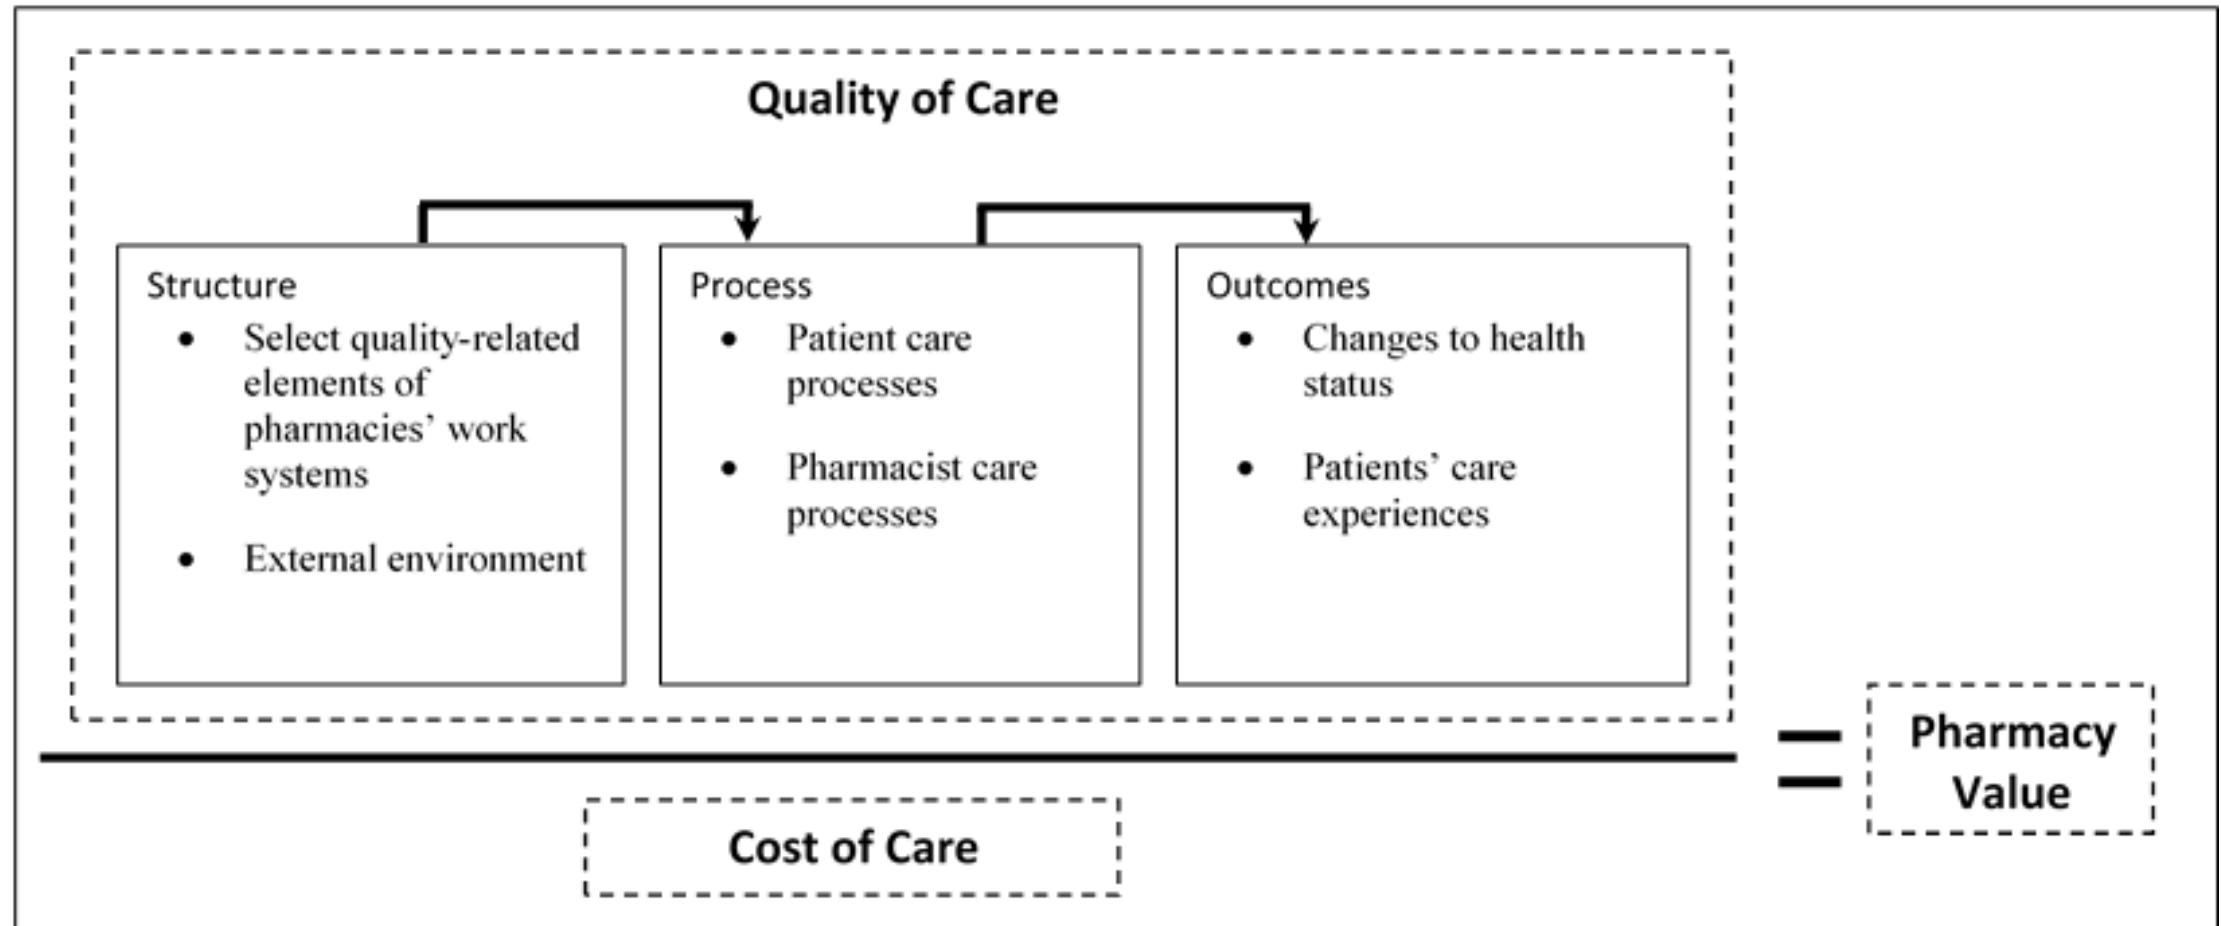 Quality of Care
Structure
• Select quality-related
elements of
pharmacies’ work
systems
• External environment
Process
• Patient care
processes
• Pharmacist care
processes
Outcomes
• Changes to health
status
• Patients’ care
experiences
=
Pharmacy
Value
Cost of Care